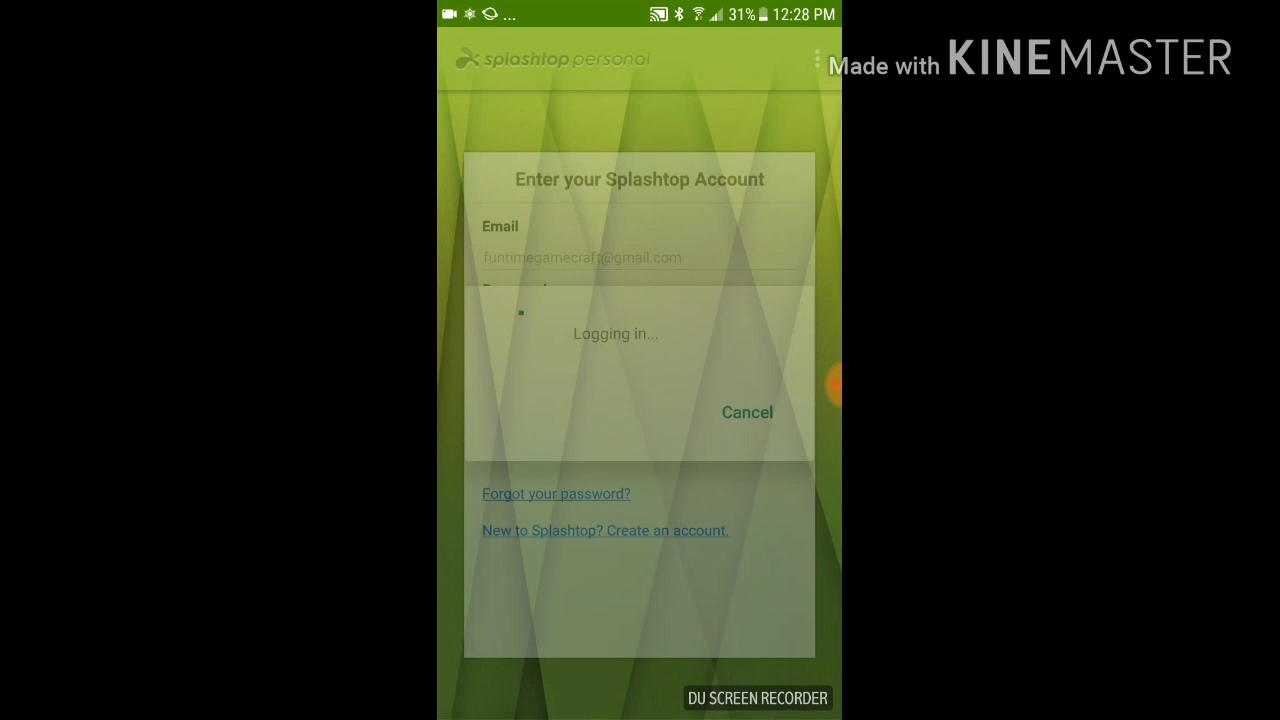 ... 31% 12:28 PM
splashtop personal
Made with KINEMASTER
Enter your Splashtop Account
Email
funtimegamecraft@gmail.com
Logging in...
Cancel
Forgot your password?
New to Splashtop? Create an account.
DU SCREEN RECORDER